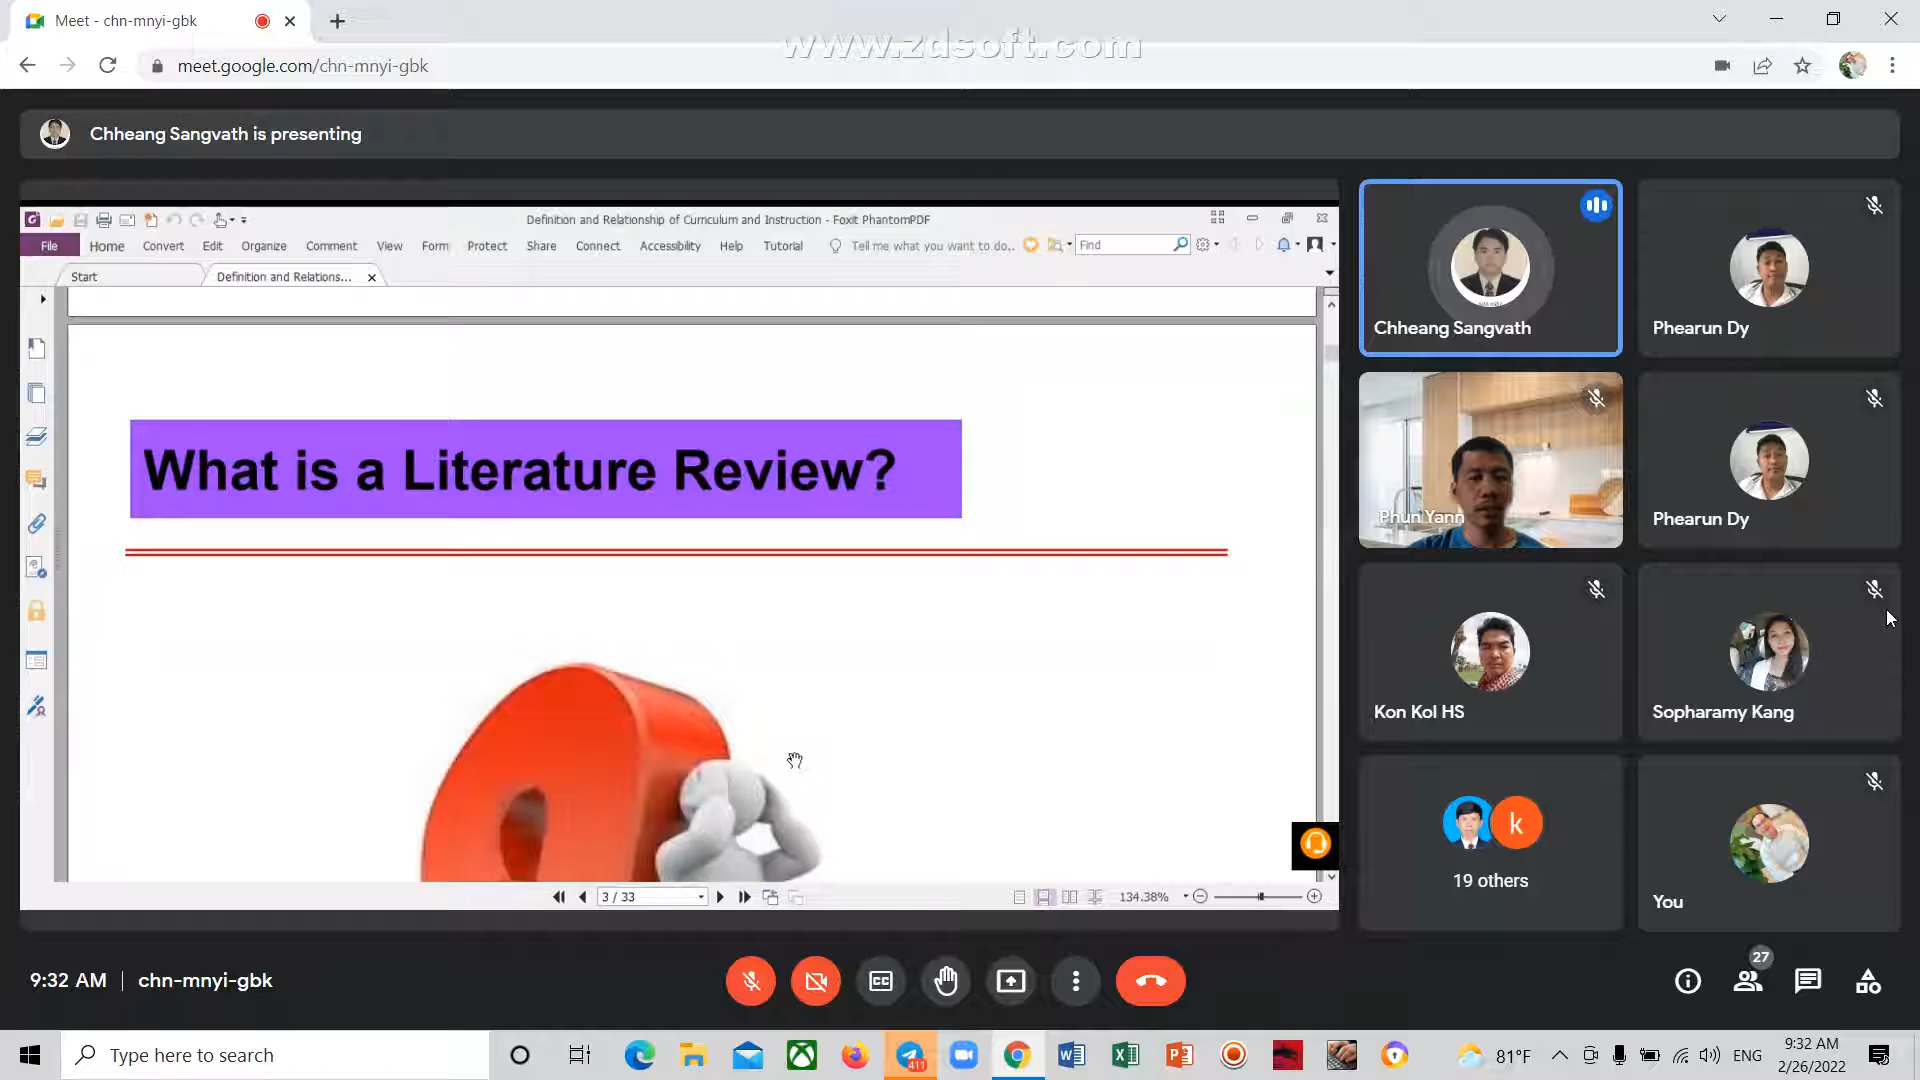 Meet - chn-mnyi-gbk
www.zdsoft.com
meet.google.com/chn-mnyi-gbk
Chheang Sangvath is presenting
Definition and Relationship of Curriculum and Instruction - Foxit PhantomPDF
File Home Convert Edit Organize Comment View Form Protect Share Connect Accessibility Help Tutorial Tell me what you want to do.. Find
Start Definition and Relations...
What is a Literature Review?
3 / 33
134.38%
Chheang Sangvath
Phearun Dy
Phun Yann
Phearun Dy
Kon Kol HS
Sopharamy Kang
k
19 others
You
9:32 AM chn-mnyi-gbk
CC
27
Type here to search
411
81°F
ENG
9:32 AM
2/26/2022